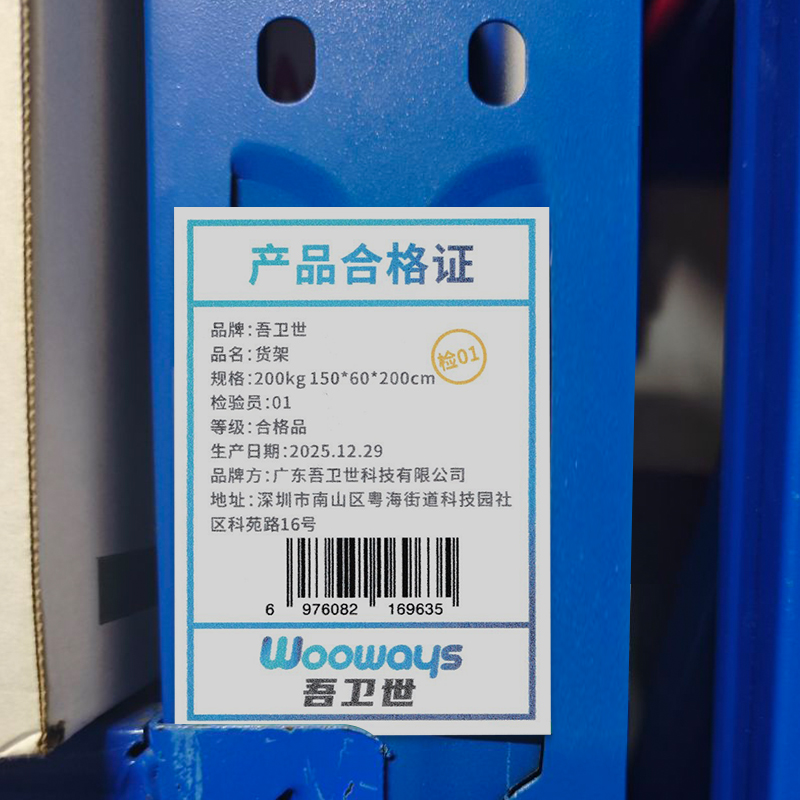 产品合格证
品牌:吾卫世
品名:货架
检01
规格:200kg 150*60*200cm
检验员:01
等级:合格品
生产日期:2025.12.29
品牌方:广东吾卫世科技有限公司
地址:深圳市南山区粤海街道科技园社
区科苑路16号
6 976082 169635
Wooways
吾卫世